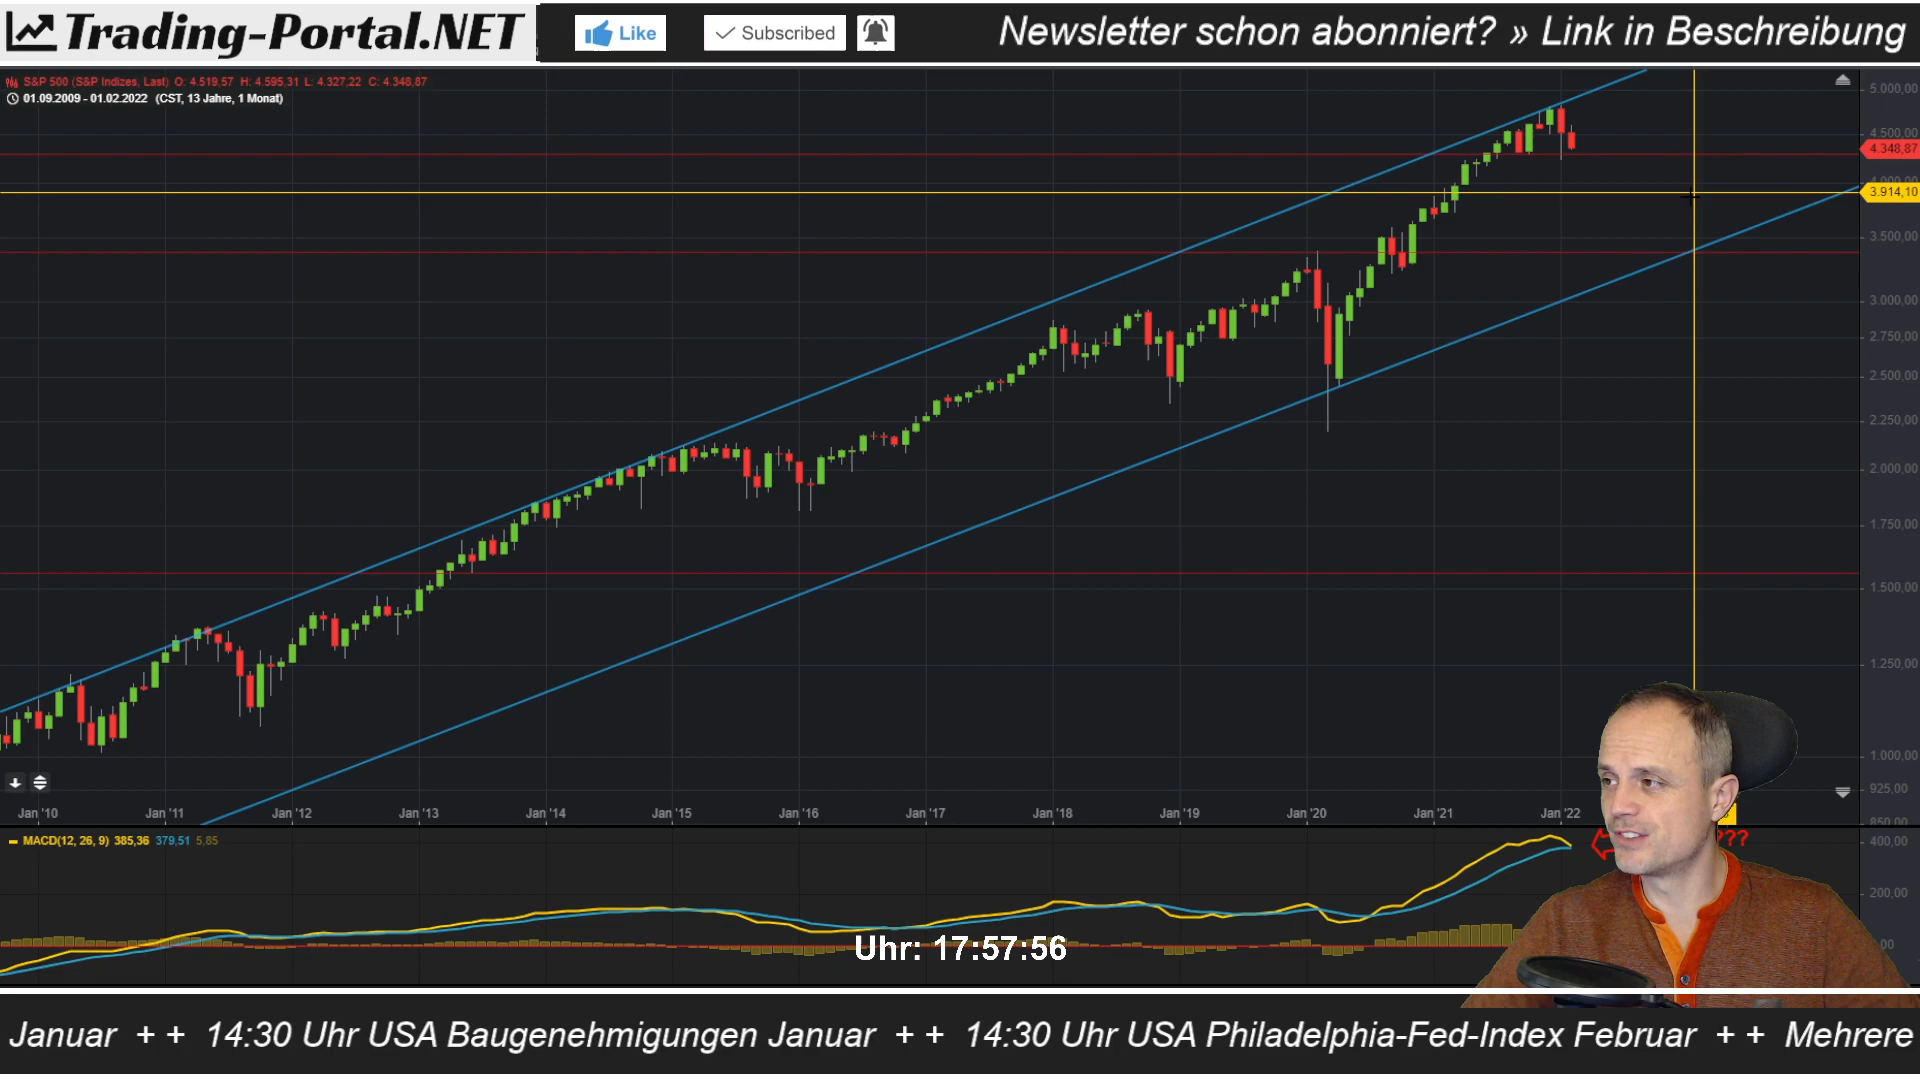 Trading-Portal.NET
Like
Subscribed
Newsletter schon abonniert? » Link in Beschreibung
S&P 500 (S&P Indizes, Last) O: 4.519,57 H: 4.595,31 L: 4.327,22 C: 4.348,87
01.09.2009 - 01.02.2022 (CST, 13 Jahre, 1 Monat)
5.000,00
4.500,00
4.348,87
4.000,00
3.914,10
3.500,00
3.000,00
2.750,00
2.500,00
2.250,00
2.000,00
1.750,00
1.500,00
1.250,00
1.000,00
925,00
850,00
Jan '10 Jan '11 Jan '12 Jan '13 Jan '14 Jan '15 Jan '16 Jan '17 Jan '18 Jan '19 Jan '20 Jan '21 Jan '22
MACD(12, 26, 9) 385,36 379,51 5,85
???
400,00
200,00
Uhr: 17:57:56
Januar + + 14:30 Uhr USA Baugenehmigungen Januar + + 14:30 Uhr USA Philadelphia-Fed-Index Februar + + Mehrere